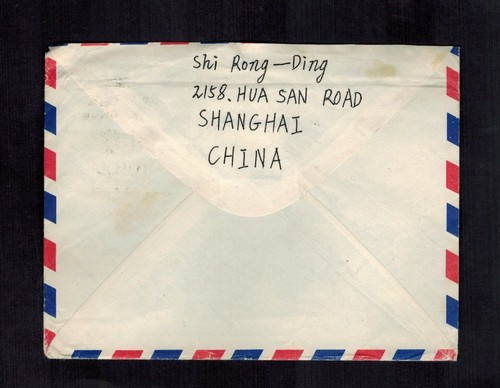 Shi Rong-Ding
2158. HUA SAN ROAD
SHANGHAI
CHINA